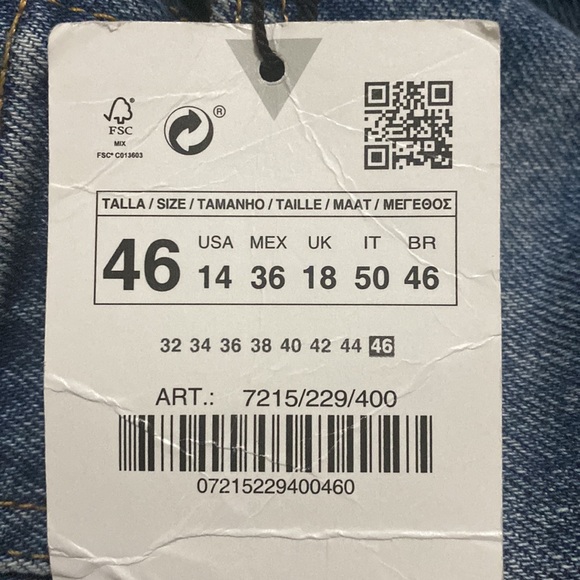 FSC®
MIX
FSC® C013603
®
TALLA / SIZE / TAMANHO / TAILLE / MAAT / ΜΕΓΕΘΟΣ
46
USA MEX UK IT BR
14 36 18 50 46
32 34 36 38 40 42 44 46
ART.: 7215/229/400
07215229400460